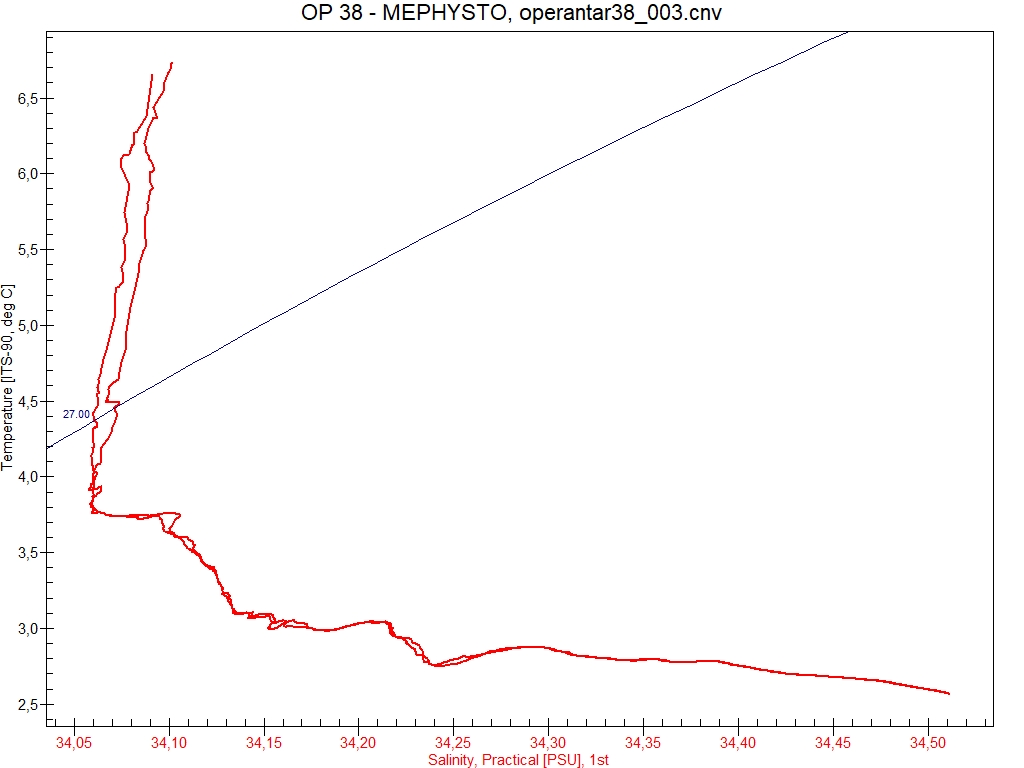 OP 38 - MEPHYSTO, operantar38_003.cnv
Temperature [ITS-90, deg C]
6,5
6,0
5,5
5,0
4,5
4,0
3,5
3,0
2,5
27.00
34,05 34,10 34,15 34,20 34,25 34,30 34,35 34,40 34,45 34,50
Salinity, Practical [PSU], 1st